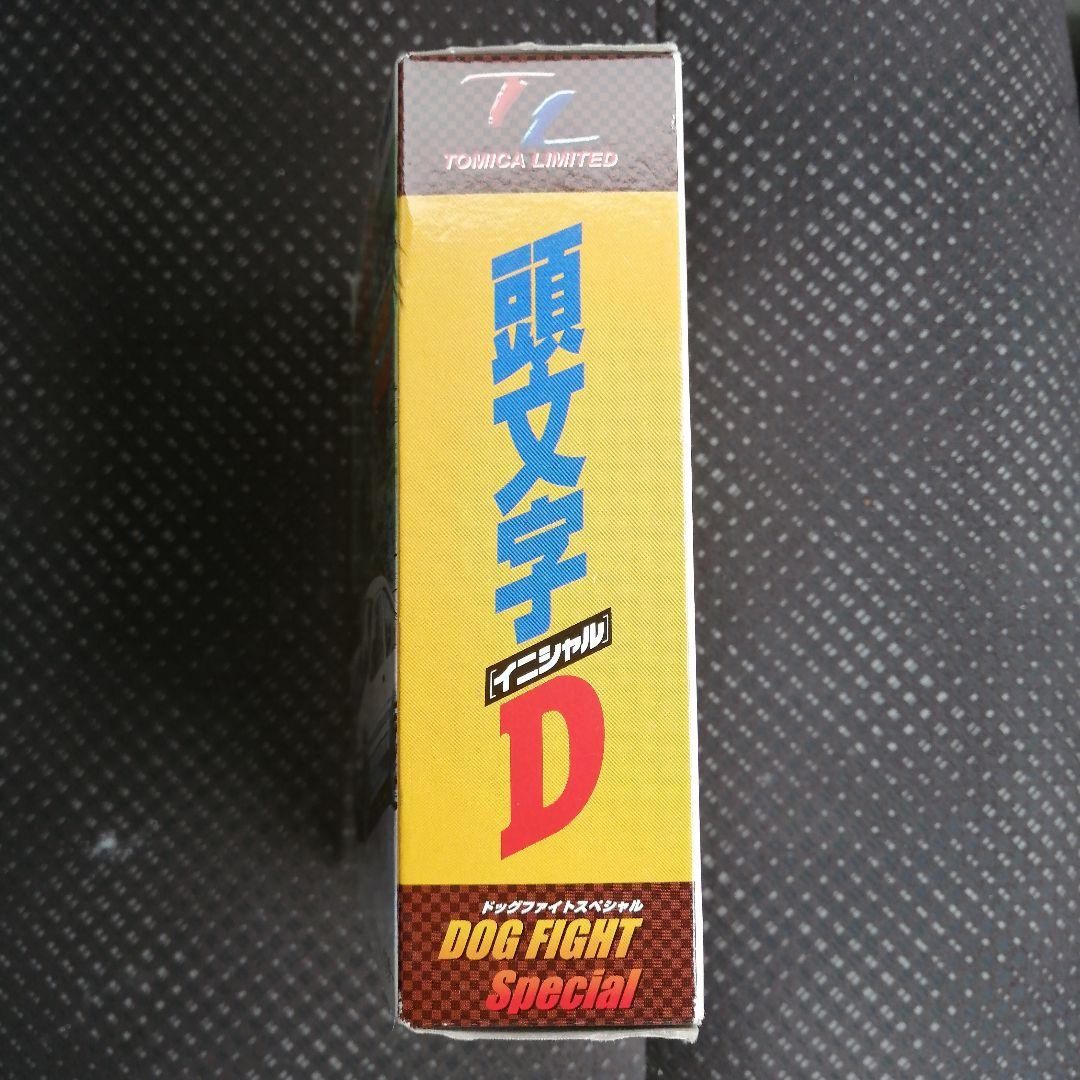 TL
TOMICA LIMITED
頭文字
[イニシャル]
D
ドッグファイトスペシャル
DOG FIGHT
Special